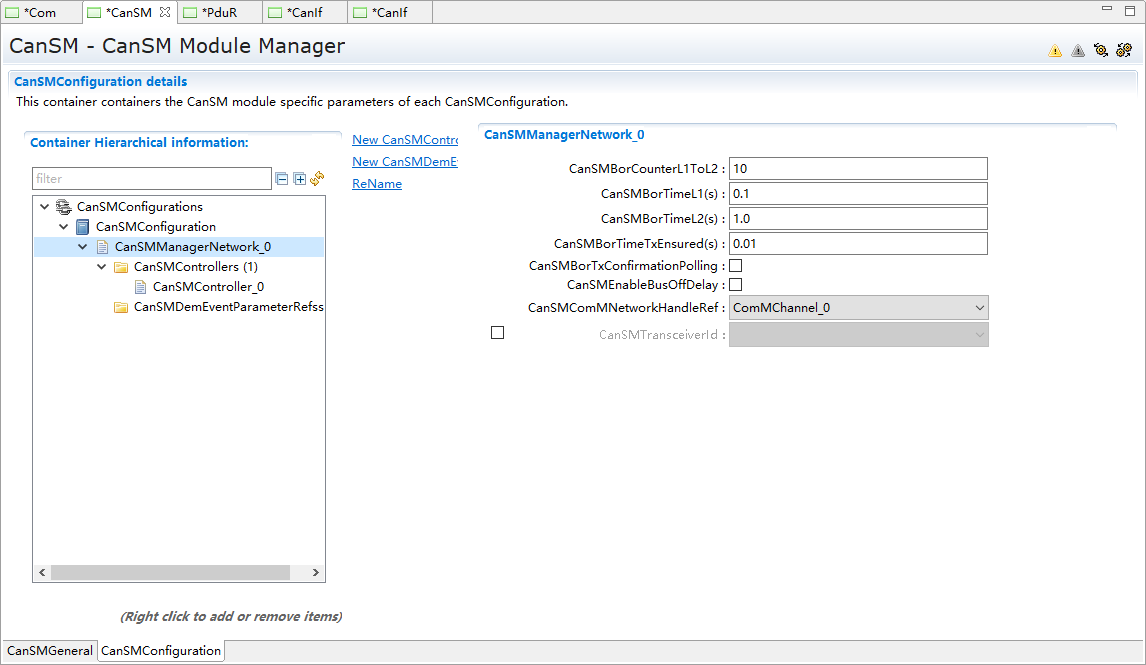 *Com
*CanSM
*PduR
*CanIf
*CanIf
CanSM - CanSM Module Manager
CanSMConfiguration details
This container containers the CanSM module specific parameters of each CanSMConfiguration.
Container Hierarchical information:
filter
CanSMConfigurations
CanSMConfiguration
CanSMManagerNetwork_0
CanSMControllers (1)
CanSMController_0
CanSMDemEventParameterRefss
(Right click to add or remove items)
New CanSMContro
New CanSMDemE
ReName
CanSMManagerNetwork_0
CanSMBorCounterL1ToL2 : 10
CanSMBorTimeL1(s) : 0.1
CanSMBorTimeL2(s) : 1.0
CanSMBorTimeTxEnsured(s) : 0.01
CanSMBorTxConfirmationPolling :
CanSMEnableBusOffDelay :
CanSMComMNetworkHandleRef : ComMChannel_0
CanSMTransceiverId :
CanSMGeneral
CanSMConfiguration